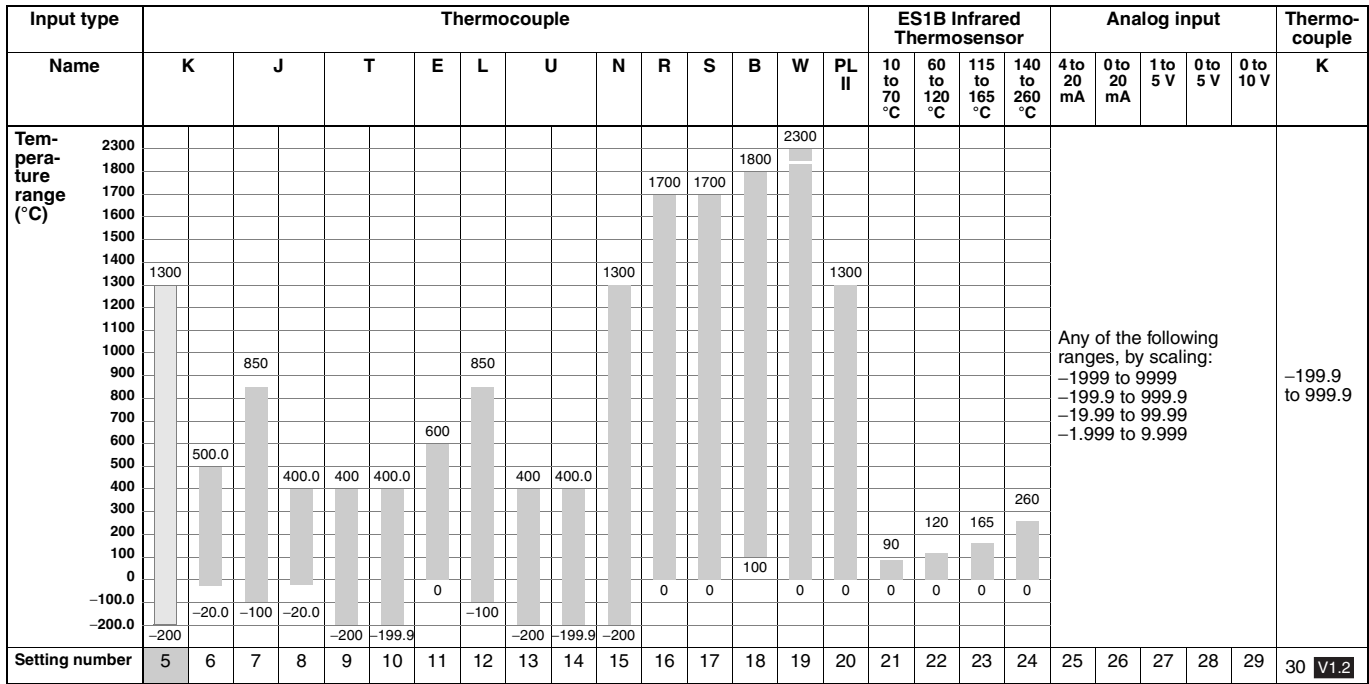 Input type Thermocouple ES1B Infrared Thermosensor Analog input Thermo-couple
Name K J T E L U N R S B W PL II 10 to 70 °C 60 to 120 °C 115 to 165 °C 140 to 260 °C 4 to 20 mA 0 to 20 mA 1 to 5 V 0 to 5 V 0 to 10 V K
Tem-
pera-
ture
range
(°C)
2300 2300
1800 1800
1700 1700 1700
1600
1500
1400
1300 1300 1300 1300
1200
1100
1000
900 850 850
800
700
600 600
500 500.0
400 400.0 400 400.0 400 400.0
300 260
200 120 165
100 90
0 100
0 0 0 0 0 0 0 0 0
−100.0 −20.0 −100 −20.0 −100
−200.0 −200 −200 −199.9 −200 −199.9 −200
Any of the following
ranges, by scaling:
−1999 to 9999
−199.9 to 999.9
−19.99 to 99.99
−1.999 to 9.999
−199.9
to 999.9
Setting number 5 6 7 8 9 10 11 12 13 14 15 16 17 18 19 20 21 22 23 24 25 26 27 28 29 30 V1.2